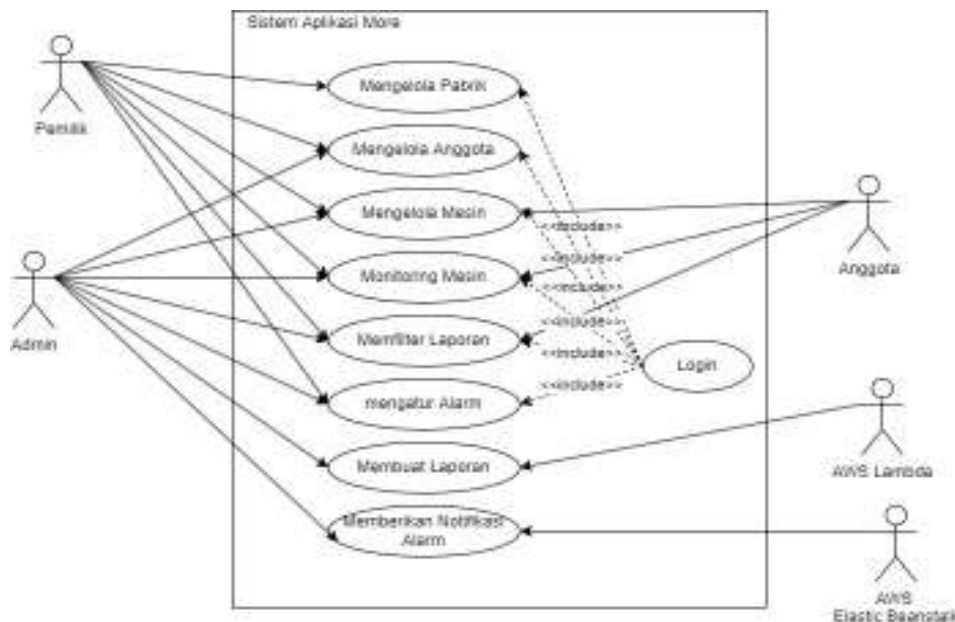 Sistem Aplikasi More
Pemilik
Mengelola Pabrik
Mengelola Anggota
Mengelola Mesin
<<Include>>
Anggota
<<include>>
Monitoring Mesin
<<include>>
Admin
<<include>>
Memfilter Laporan
<<include>>
Login
<<include>>
mengatur Alarm
Membuat Laporan
AWS Lambda
Memberikan Notifikasi
Alarm
AWS
Elastic Beanstalk